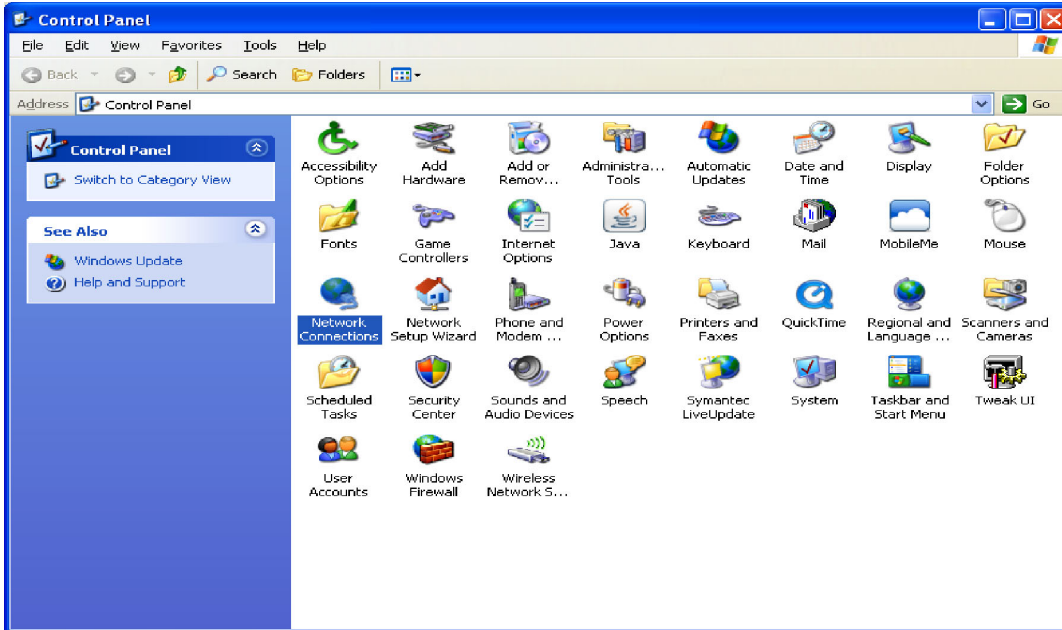 Control Panel
File Edit View Favorites Tools Help
Back Search Folders
Address Control Panel Go
Control Panel
Switch to Category View
See Also
Windows Update
Help and Support
Accessibility Options
Add Hardware
Add or Remov...
Administra... Tools
Automatic Updates
Date and Time
Display
Folder Options
Fonts
Game Controllers
Internet Options
Java
Keyboard
Mail
MobileMe
Mouse
Network Connections
Network Setup Wizard
Phone and Modem ...
Power Options
Printers and Faxes
QuickTime
Regional and Language ...
Scanners and Cameras
Scheduled Tasks
Security Center
Sounds and Audio Devices
Speech
Symantec LiveUpdate
System
Taskbar and Start Menu
Tweak UI
User Accounts
Windows Firewall
Wireless Network S...